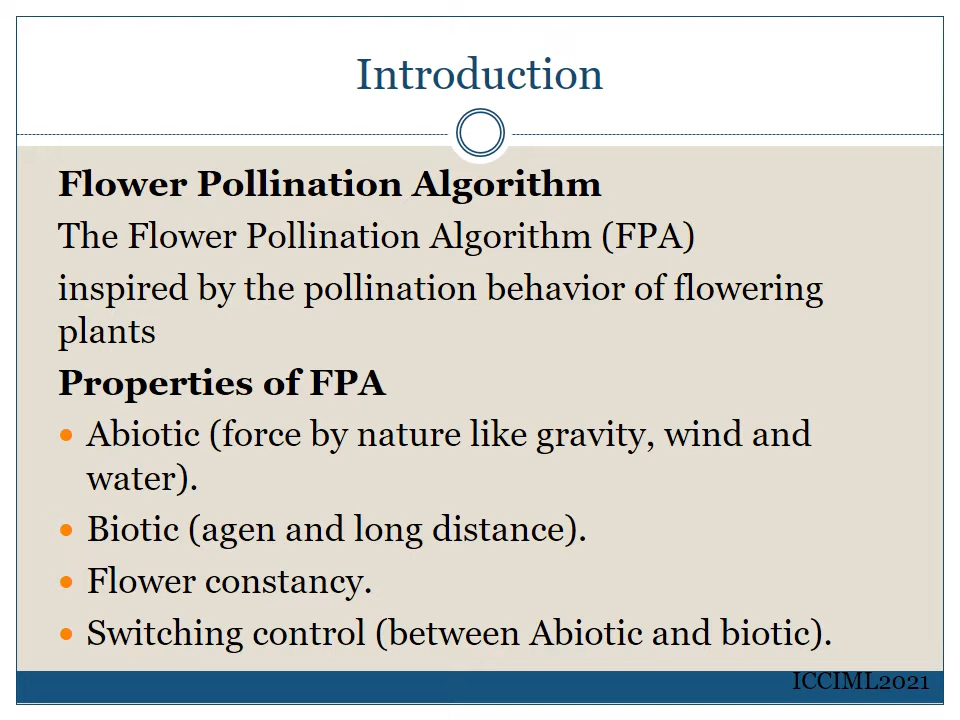 Introduction
Flower Pollination Algorithm
The Flower Pollination Algorithm (FPA)
inspired by the pollination behavior of flowering
plants
Properties of FPA
Abiotic (force by nature like gravity, wind and
water).
Biotic (agen and long distance).
Flower constancy.
Switching control (between Abiotic and biotic).
ICCIML2021